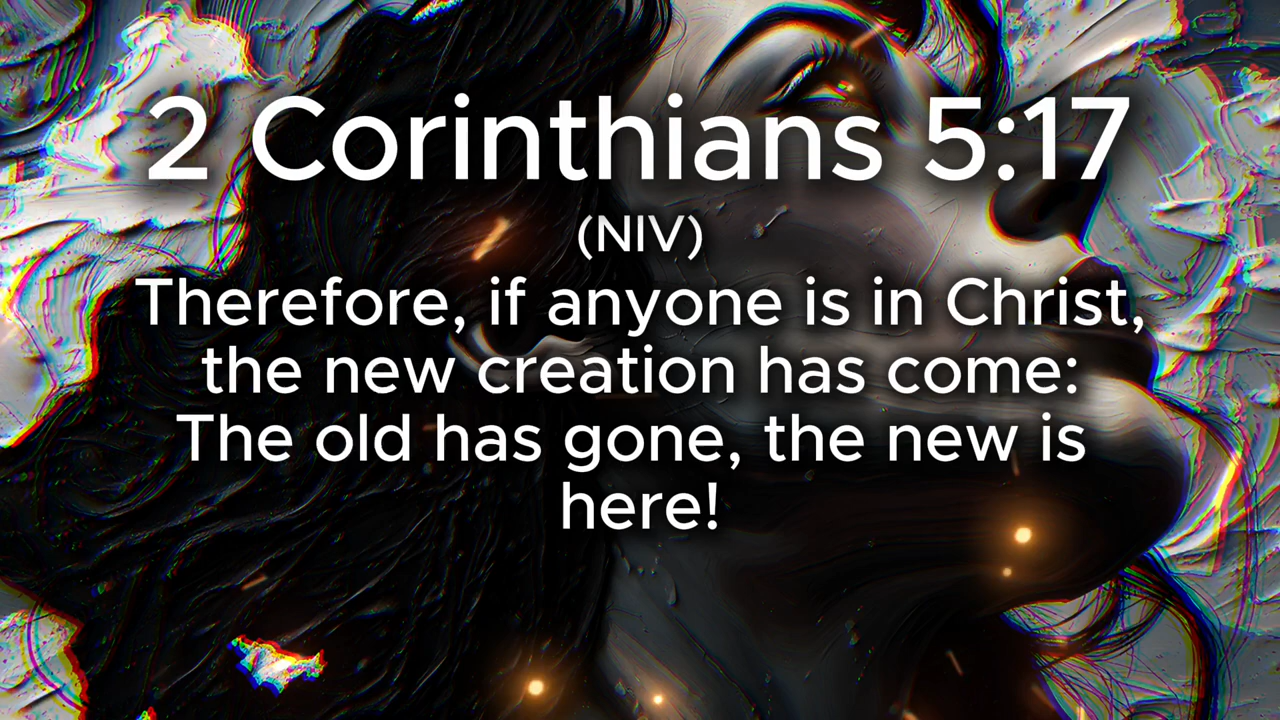 2 Corinthians 5:17
(NIV)
Therefore, if anyone is in Christ,
the new creation has come:
The old has gone, the new is
here!